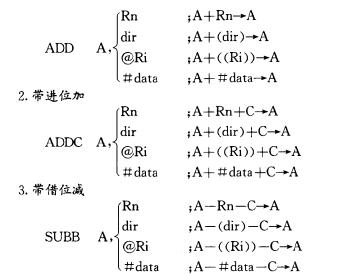 Rn ;A+Rn→A
dir ;A+(dir)→A
ADD A,
@Ri ;A+((Ri))→A
#data ;A+#data→A
2.带进位加
Rn ;A+Rn+C→A
dir ;A+(dir)+C→A
ADDC A,
@Ri ;A+((Ri))+C→A
#data ;A+#data+C→A
3.带借位减
Rn ;A−Rn−C→A
dir ;A−(dir)−C→A
SUBB A,
@Ri ;A−((Ri))−C→A
#data ;A−#data−C→A